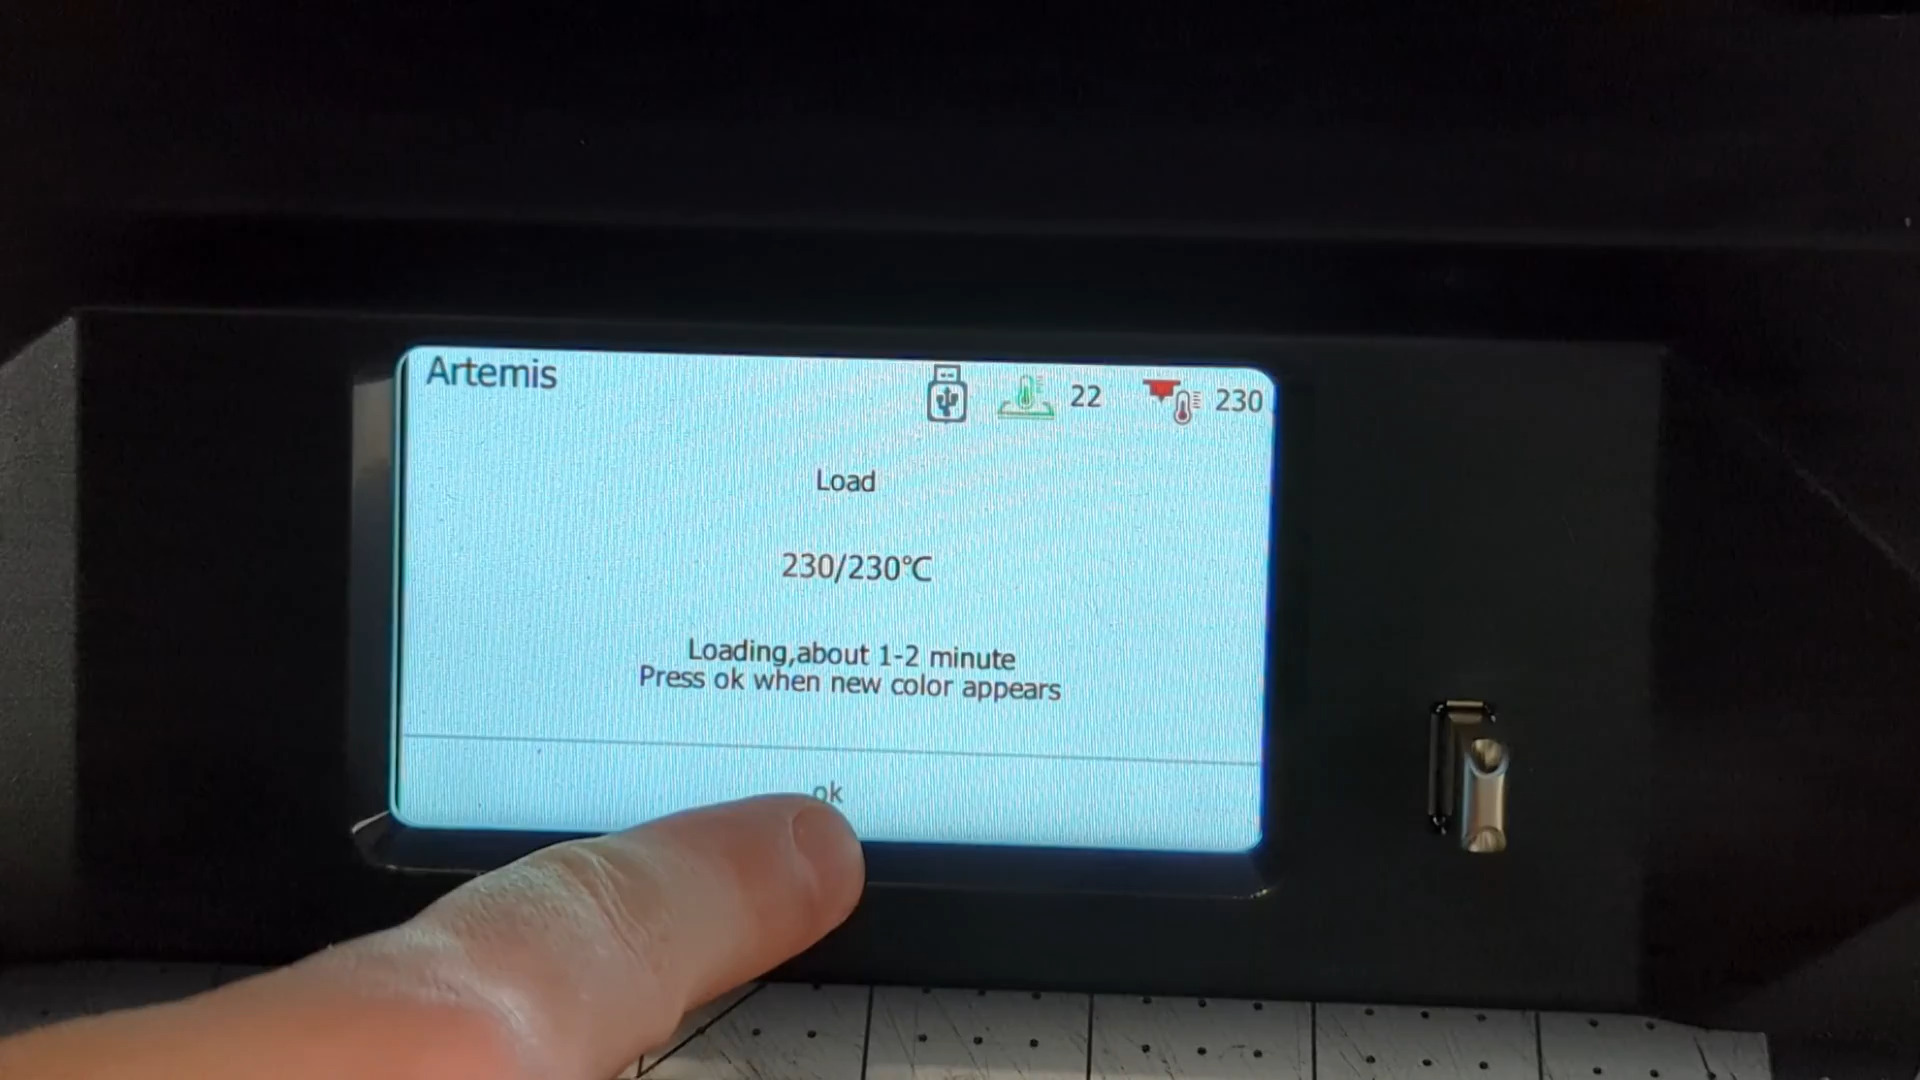 Artemis
22
230
Load
230/230℃
Loading,about 1-2 minute
Press ok when new color appears
ok